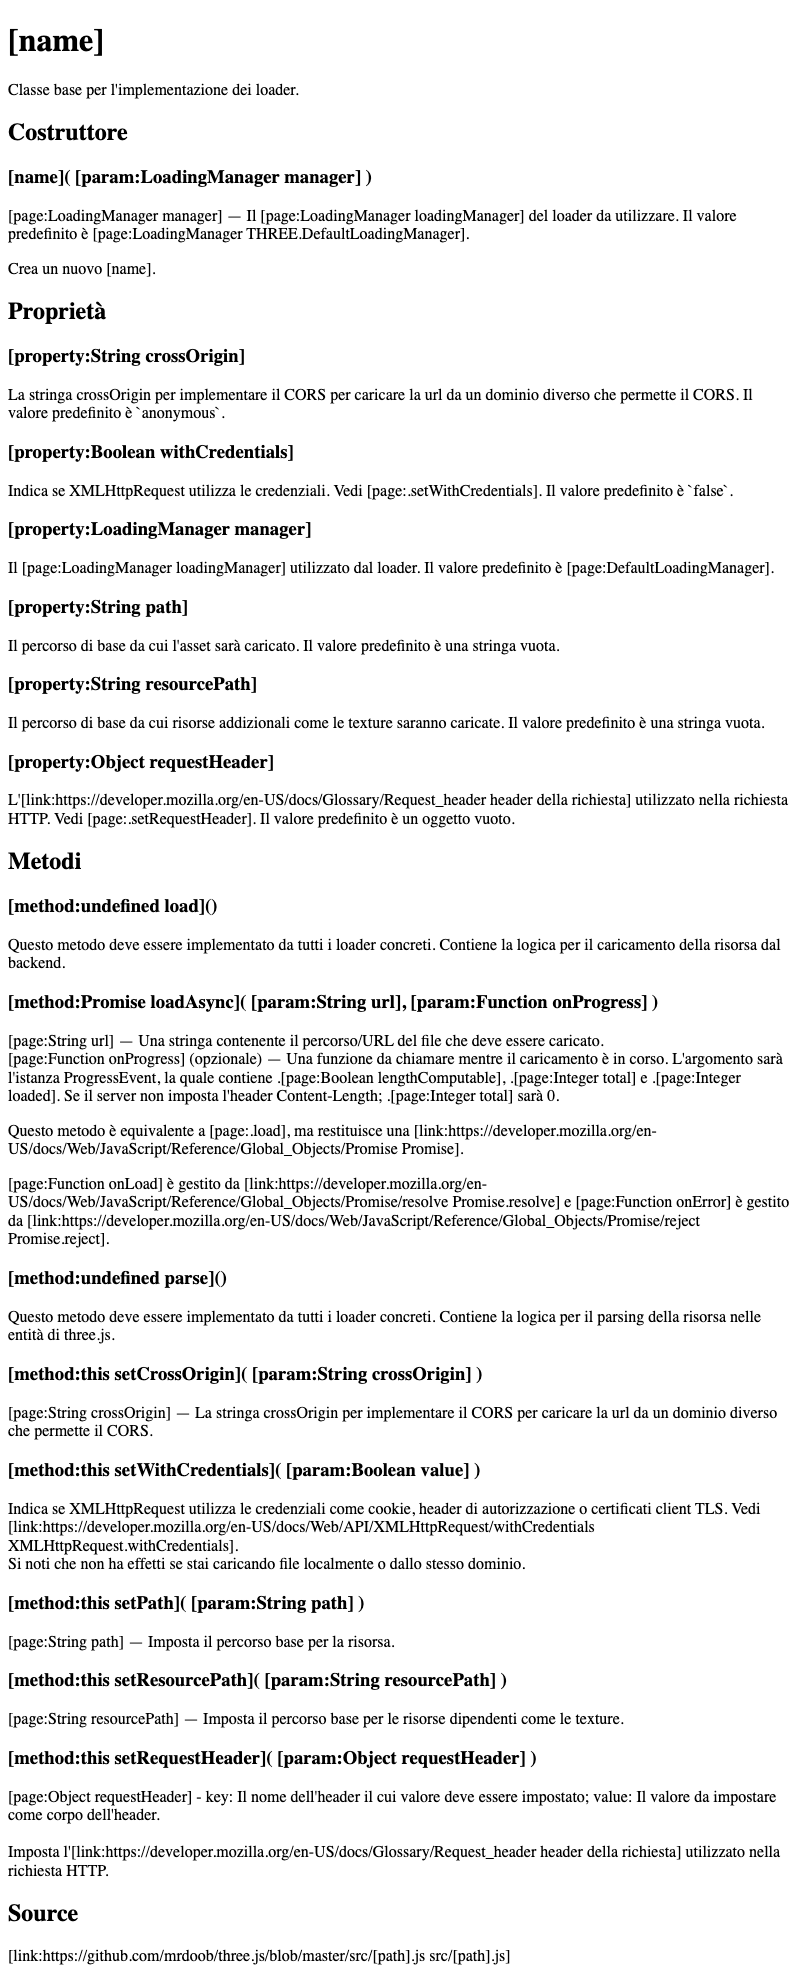 [name]
Classe base per l'implementazione dei loader.
Costruttore
[name]( [param:LoadingManager manager] )
[page:LoadingManager manager] — Il [page:LoadingManager loadingManager] del loader da utilizzare. Il valore
predefinito è [page:LoadingManager THREE.DefaultLoadingManager].
Crea un nuovo [name].
Proprietà
[property:String crossOrigin]
La stringa crossOrigin per implementare il CORS per caricare la url da un dominio diverso che permette il CORS. Il
valore predefinito è `anonymous`.
[property:Boolean withCredentials]
Indica se XMLHttpRequest utilizza le credenziali. Vedi [page:.setWithCredentials]. Il valore predefinito è `false`.
[property:LoadingManager manager]
Il [page:LoadingManager loadingManager] utilizzato dal loader. Il valore predefinito è [page:DefaultLoadingManager].
[property:String path]
Il percorso di base da cui l'asset sarà caricato. Il valore predefinito è una stringa vuota.
[property:String resourcePath]
Il percorso di base da cui risorse addizionali come le texture saranno caricate. Il valore predefinito è una stringa vuota.
[property:Object requestHeader]
L'[link:https://developer.mozilla.org/en-US/docs/Glossary/Request_header header della richiesta] utilizzato nella richiesta
HTTP. Vedi [page:.setRequestHeader]. Il valore predefinito è un oggetto vuoto.
Metodi
[method:undefined load]()
Questo metodo deve essere implementato da tutti i loader concreti. Contiene la logica per il caricamento della risorsa dal
backend.
[method:Promise loadAsync]( [param:String url], [param:Function onProgress] )
[page:String url] — Una stringa contenente il percorso/URL del file che deve essere caricato.
[page:Function onProgress] (opzionale) — Una funzione da chiamare mentre il caricamento è in corso. L'argomento sarà
l'istanza ProgressEvent, la quale contiene .[page:Boolean lengthComputable], .[page:Integer total] e .[page:Integer
loaded]. Se il server non imposta l'header Content-Length; .[page:Integer total] sarà 0.
Questo metodo è equivalente a [page:.load], ma restituisce una [link:https://developer.mozilla.org/en-
US/docs/Web/JavaScript/Reference/Global_Objects/Promise Promise].
[page:Function onLoad] è gestito da [link:https://developer.mozilla.org/en-
US/docs/Web/JavaScript/Reference/Global_Objects/Promise/resolve Promise.resolve] e [page:Function onError] è gestito
da [link:https://developer.mozilla.org/en-US/docs/Web/JavaScript/Reference/Global_Objects/Promise/reject
Promise.reject].
[method:undefined parse]()
Questo metodo deve essere implementato da tutti i loader concreti. Contiene la logica per il parsing della risorsa nelle
entità di three.js.
[method:this setCrossOrigin]( [param:String crossOrigin] )
[page:String crossOrigin] — La stringa crossOrigin per implementare il CORS per caricare la url da un dominio diverso
che permette il CORS.
[method:this setWithCredentials]( [param:Boolean value] )
Indica se XMLHttpRequest utilizza le credenziali come cookie, header di autorizzazione o certificati client TLS. Vedi
[link:https://developer.mozilla.org/en-US/docs/Web/API/XMLHttpRequest/withCredentials
XMLHttpRequest.withCredentials].
Si noti che non ha effetti se stai caricando file localmente o dallo stesso dominio.
[method:this setPath]( [param:String path] )
[page:String path] — Imposta il percorso base per la risorsa.
[method:this setResourcePath]( [param:String resourcePath] )
[page:String resourcePath] — Imposta il percorso base per le risorse dipendenti come le texture.
[method:this setRequestHeader]( [param:Object requestHeader] )
[page:Object requestHeader] - key: Il nome dell'header il cui valore deve essere impostato; value: Il valore da impostare
come corpo dell'header.
Imposta l'[link:https://developer.mozilla.org/en-US/docs/Glossary/Request_header header della richiesta] utilizzato nella
richiesta HTTP.
Source
[link:https://github.com/mrdoob/three.js/blob/master/src/[path].js src/[path].js]